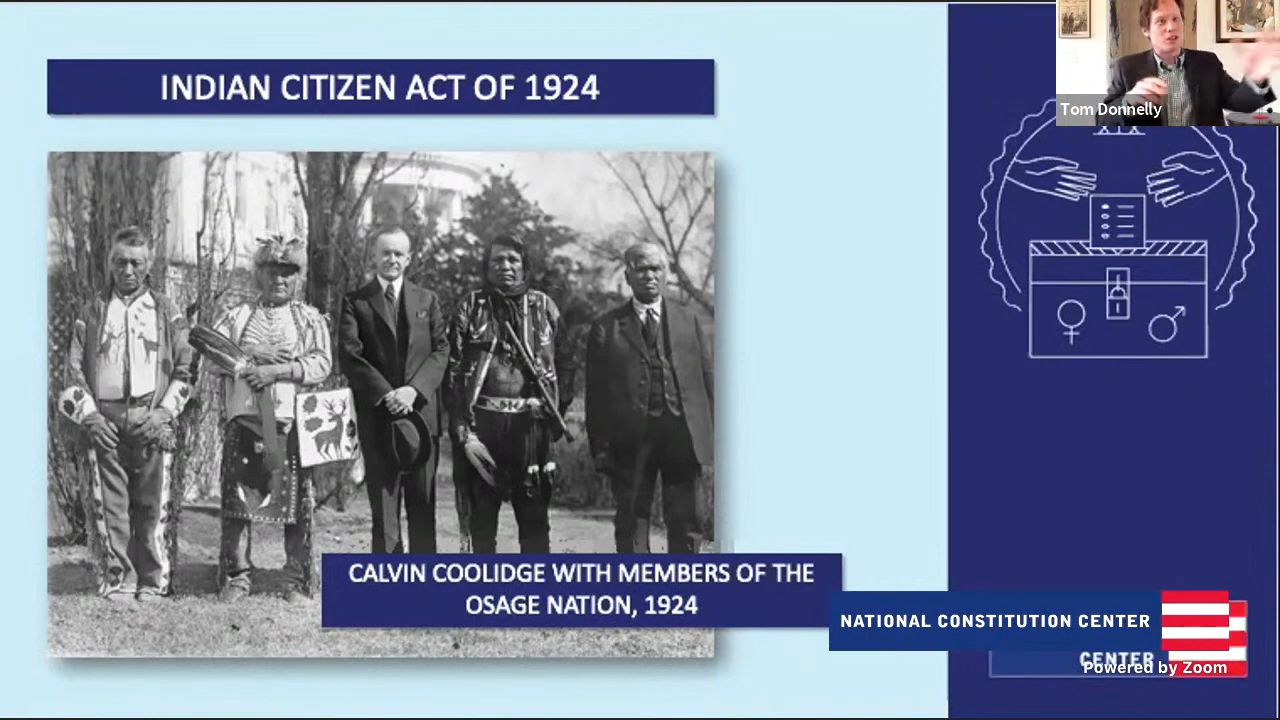 INDIAN CITIZEN ACT OF 1924
Tom Donnelly
XIX
CALVIN COOLIDGE WITH MEMBERS OF THE
OSAGE NATION, 1924
NATIONAL CONSTITUTION CENTER
CENTER
Powered by Zoom